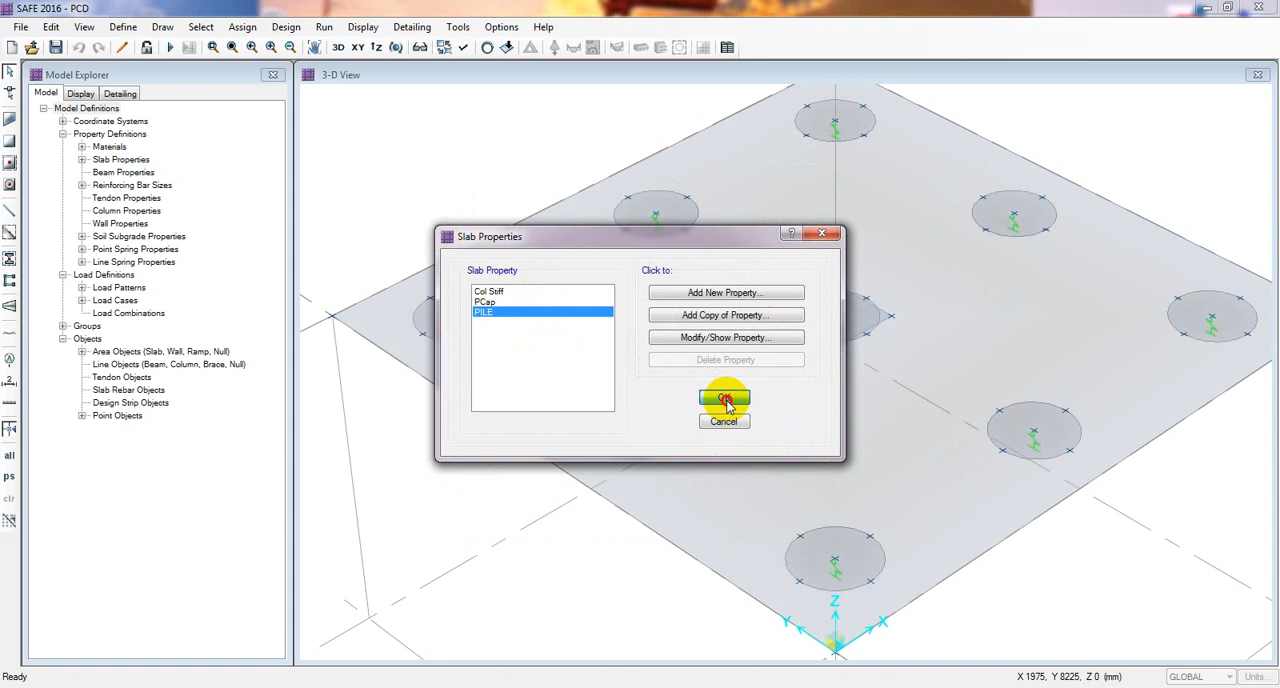 SAFE 2016 - PCD
File Edit View Define Draw Select Assign Design Run Display Detailing Tools Options Help
3D XY
Model Explorer
3-D View
Model Display Detailing
Model Definitions
Coordinate Systems
Property Definitions
Materials
Slab Properties
Beam Properties
Reinforcing Bar Sizes
Tendon Properties
Column Properties
Wall Properties
Soil Subgrade Properties
Point Spring Properties
Line Spring Properties
Load Definitions
Load Patterns
Load Cases
Load Combinations
Groups
Objects
Area Objects (Slab, Wall, Ramp, Null)
Line Objects (Beam, Column, Brace, Null)
Tendon Objects
Slab Rebar Objects
Design Strip Objects
Point Objects
all
ps
clr
Slab Properties
Slab Property
Col Stiff
PCap
PILE
Click to:
Add New Property...
Add Copy of Property...
Modify/Show Property...
Delete Property
Cancel
Z
Y X
Ready
X 1975, Y 8225, Z 0 (mm)
GLOBAL
Units...